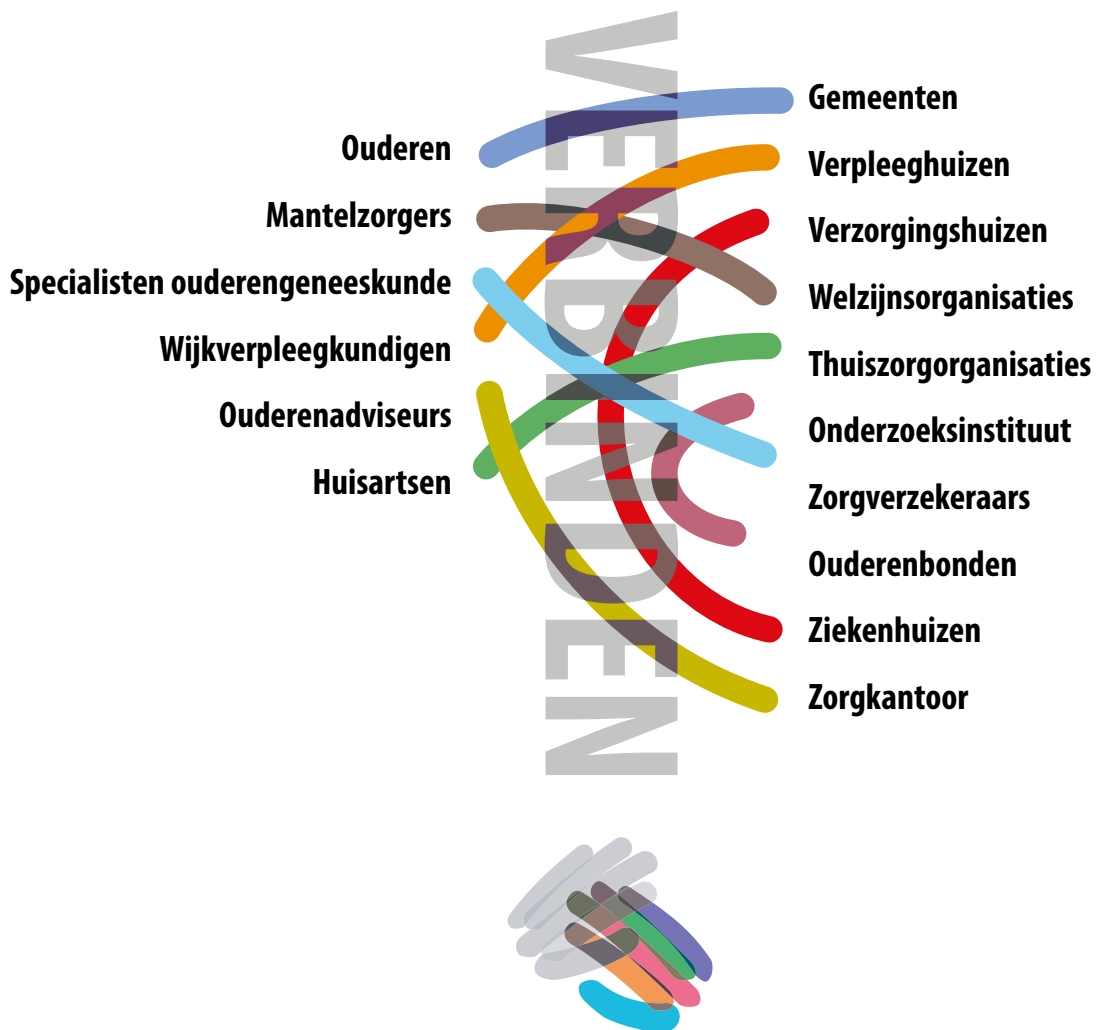 VERBINDEN
Ouderen
Mantelzorgers
Specialisten ouderengeneeskunde
Wijkverpleegkundigen
Ouderenadviseurs
Huisartsen
Gemeenten
Verpleeghuizen
Verzorgingshuizen
Welzijnsorganisaties
Thuiszorgorganisaties
Onderzoeksinstituut
Zorgverzekeraars
Ouderenbonden
Ziekenhuizen
Zorgkantoor